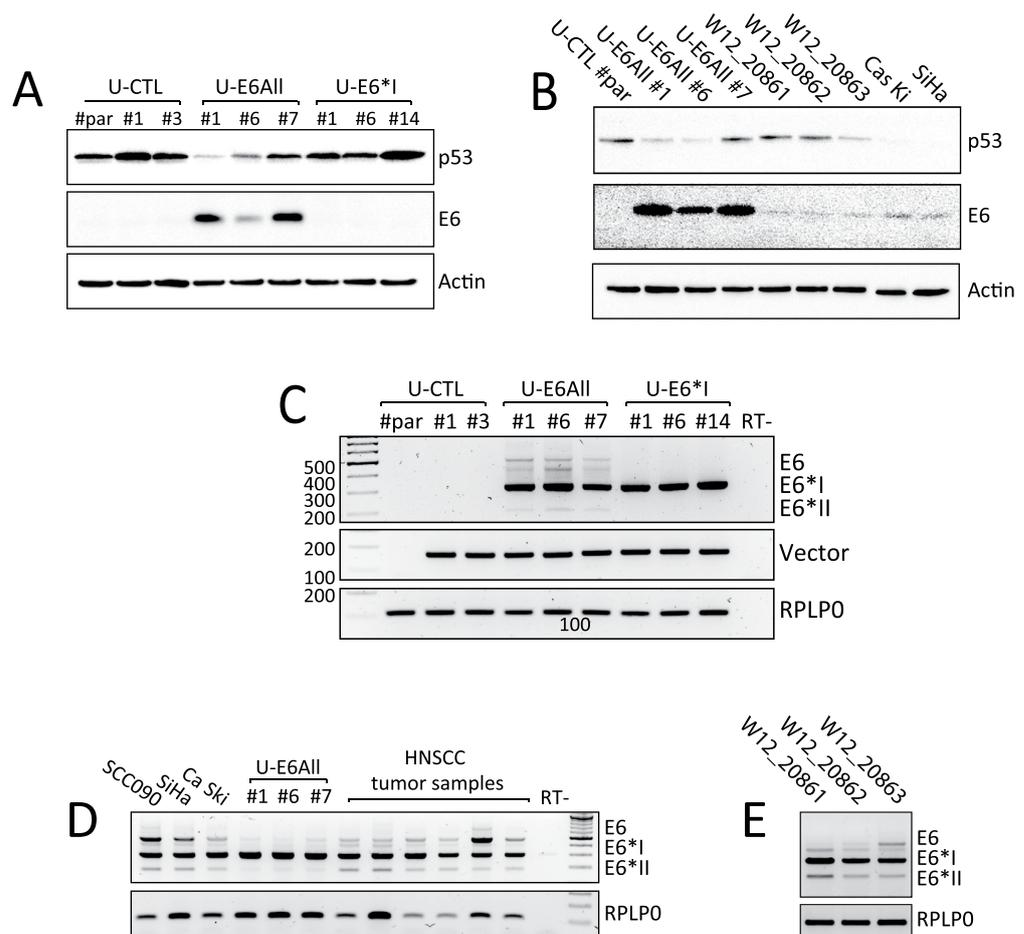 A
U-CTL U-E6All U-E6*I
#par #1 #3 #1 #6 #7 #1 #6 #14
p53
E6
Actin
B
U-CTL #par U-E6All #1 U-E6All #6 U-E6All #7 W12_20861 W12_20862 W12_20863 Cas Ki SiHa
p53
E6
Actin
C
U-CTL U-E6All U-E6*I
#par #1 #3 #1 #6 #7 #1 #6 #14 RT-
500 E6
400 E6*I
300 E6*II
200
200 Vector
100
200 RPLP0
100
D
SCC090 SiHa Ca Ski U-E6All HNSCC
tumor samples
#1 #6 #7 RT-
E6
E6*I
E6*II
RPLP0
E
W12_20861 W12_20862 W12_20863
E6
E6*I
E6*II
RPLP0